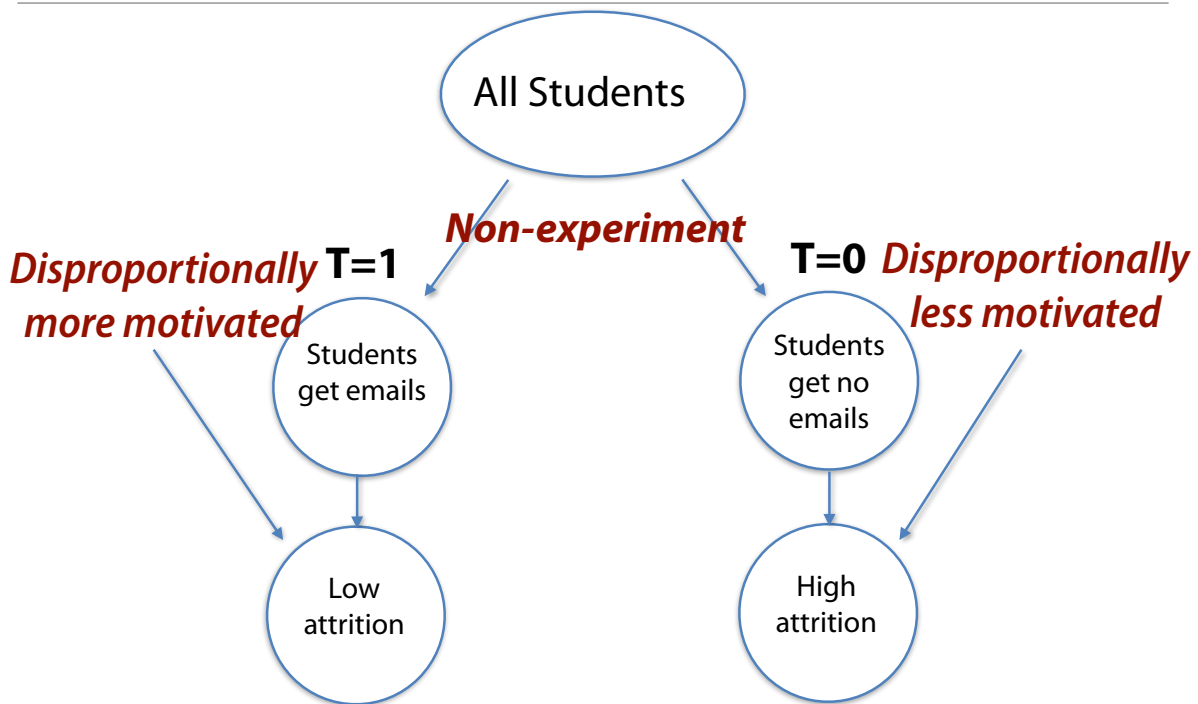 All Students
Non-experiment
Disproportionally
more motivated
T=1
T=0
Disproportionally
less motivated
Students
get emails
Students
get no
emails
Low
attrition
High
attrition